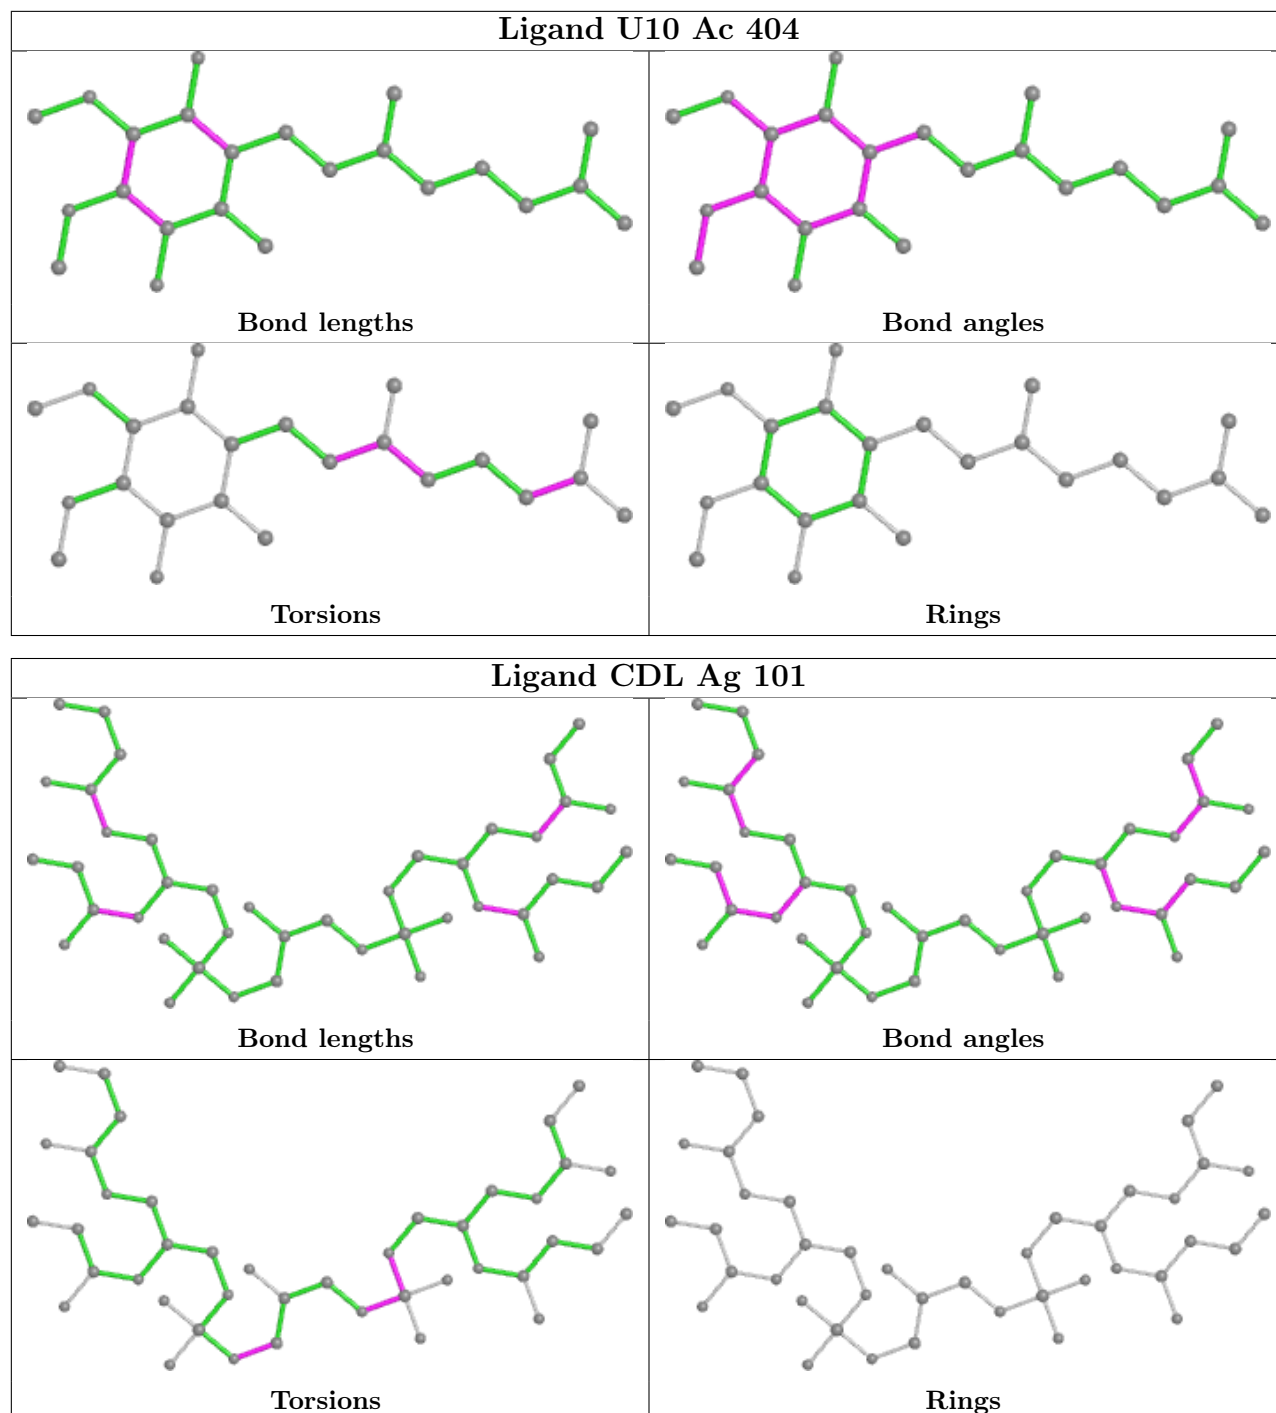 Ligand U10 Ac 404
Bond lengths
Bond angles
Torsions
Rings
Ligand CDL Ag 101
Bond lengths
Bond angles
Torsions
Rings